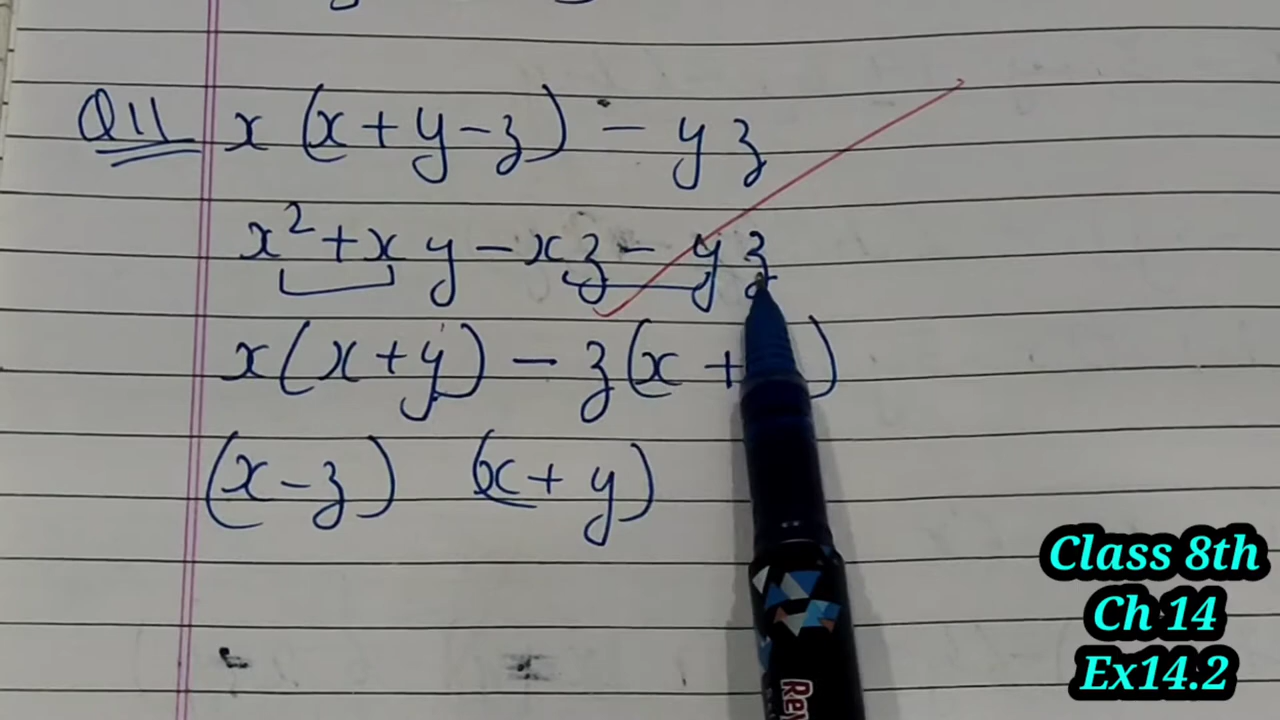 Q11 x (x+y-z) - yz
x² + xy - xz - yz
x(x+y) - z(x+ )
(x-z) (x+y)
Class 8th
Ch 14
Ex14.2